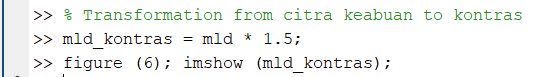 >> % Transformation from citra keabuan to kontras
>> mld_kontras = mld * 1.5;
>> figure (6); imshow (mld_kontras);